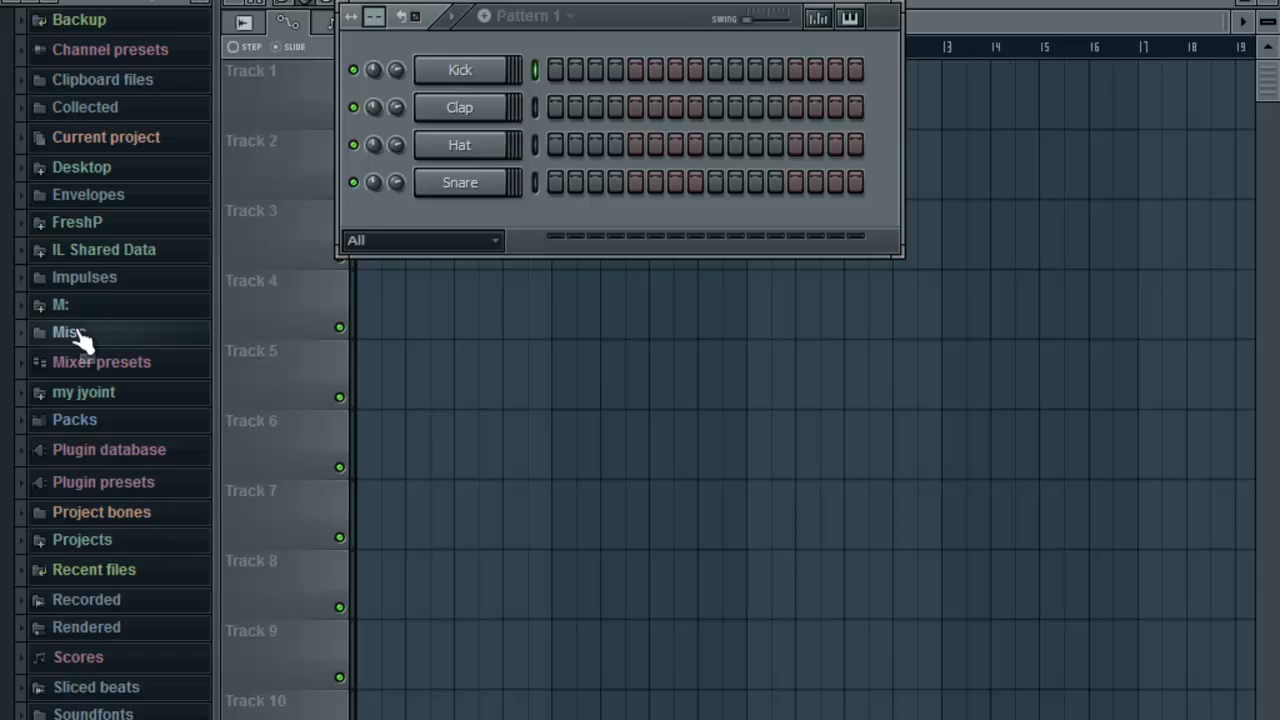 Backup
Channel presets
Clipboard files
Collected
Current project
Desktop
Envelopes
FreshP
IL Shared Data
Impulses
M:
Misc
Mixer presets
my jyoint
Packs
Plugin database
Plugin presets
Project bones
Projects
Recent files
Recorded
Rendered
Scores
Sliced beats
Soundfonts
Pattern 1
SWING
Kick
Clap
Hat
Snare
All
STEP SLIDE
13 14 15 16 17 18 19
Track 1
Track 2
Track 3
Track 4
Track 5
Track 6
Track 7
Track 8
Track 9
Track 10